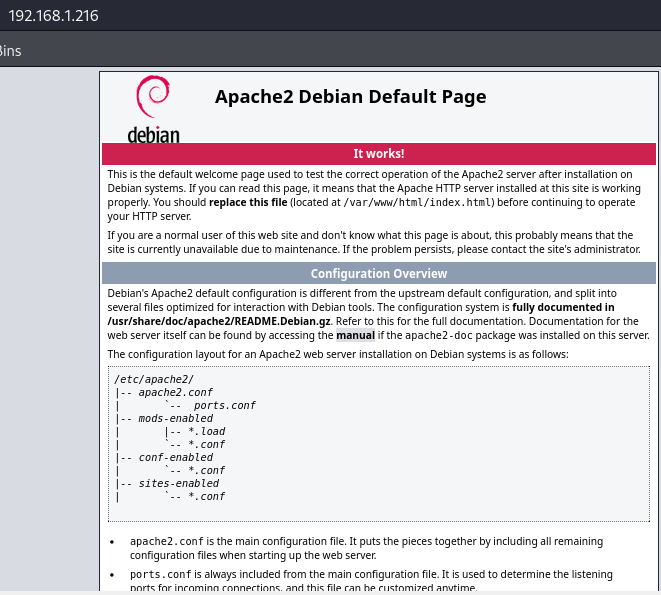 192.168.1.216
Bins
Apache2 Debian Default Page
debian
It works!
This is the default welcome page used to test the correct operation of the Apache2 server after installation on
Debian systems. If you can read this page, it means that the Apache HTTP server installed at this site is working
properly. You should replace this file (located at /var/www/html/index.html) before continuing to operate
your HTTP server.
If you are a normal user of this web site and don't know what this page is about, this probably means that the
site is currently unavailable due to maintenance. If the problem persists, please contact the site's administrator.
Configuration Overview
Debian's Apache2 default configuration is different from the upstream default configuration, and split into
several files optimized for interaction with Debian tools. The configuration system is fully documented in
/usr/share/doc/apache2/README.Debian.gz. Refer to this for the full documentation. Documentation for the
web server itself can be found by accessing the manual if the apache2-doc package was installed on this server.
The configuration layout for an Apache2 web server installation on Debian systems is as follows:
/etc/apache2/
|-- apache2.conf
|       `--  ports.conf
|-- mods-enabled
|       |-- *.load
|       `-- *.conf
|-- conf-enabled
|       `-- *.conf
|-- sites-enabled
|       `-- *.conf
• apache2.conf is the main configuration file. It puts the pieces together by including all remaining
configuration files when starting up the web server.
• ports.conf is always included from the main configuration file. It is used to determine the listening
ports for incoming connections, and this file can be customized anytime.